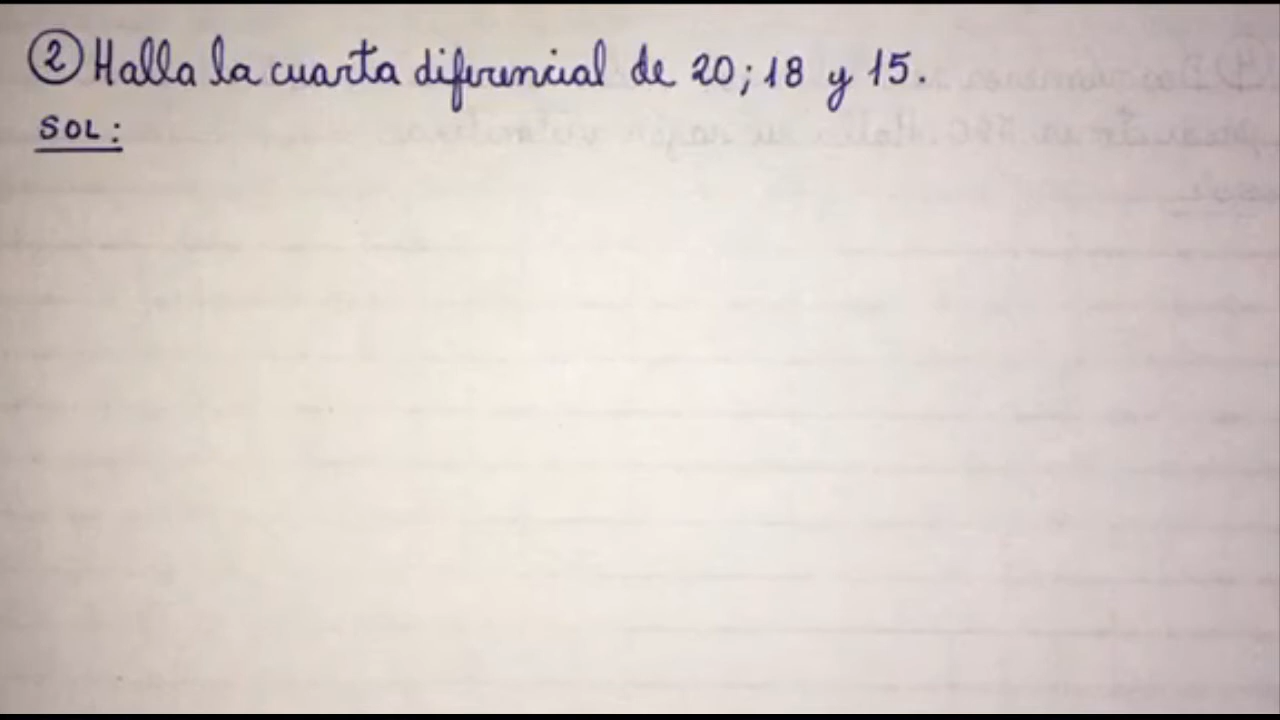 ② Halla la cuarta diferencial de 20; 18 y 15.
SOL: